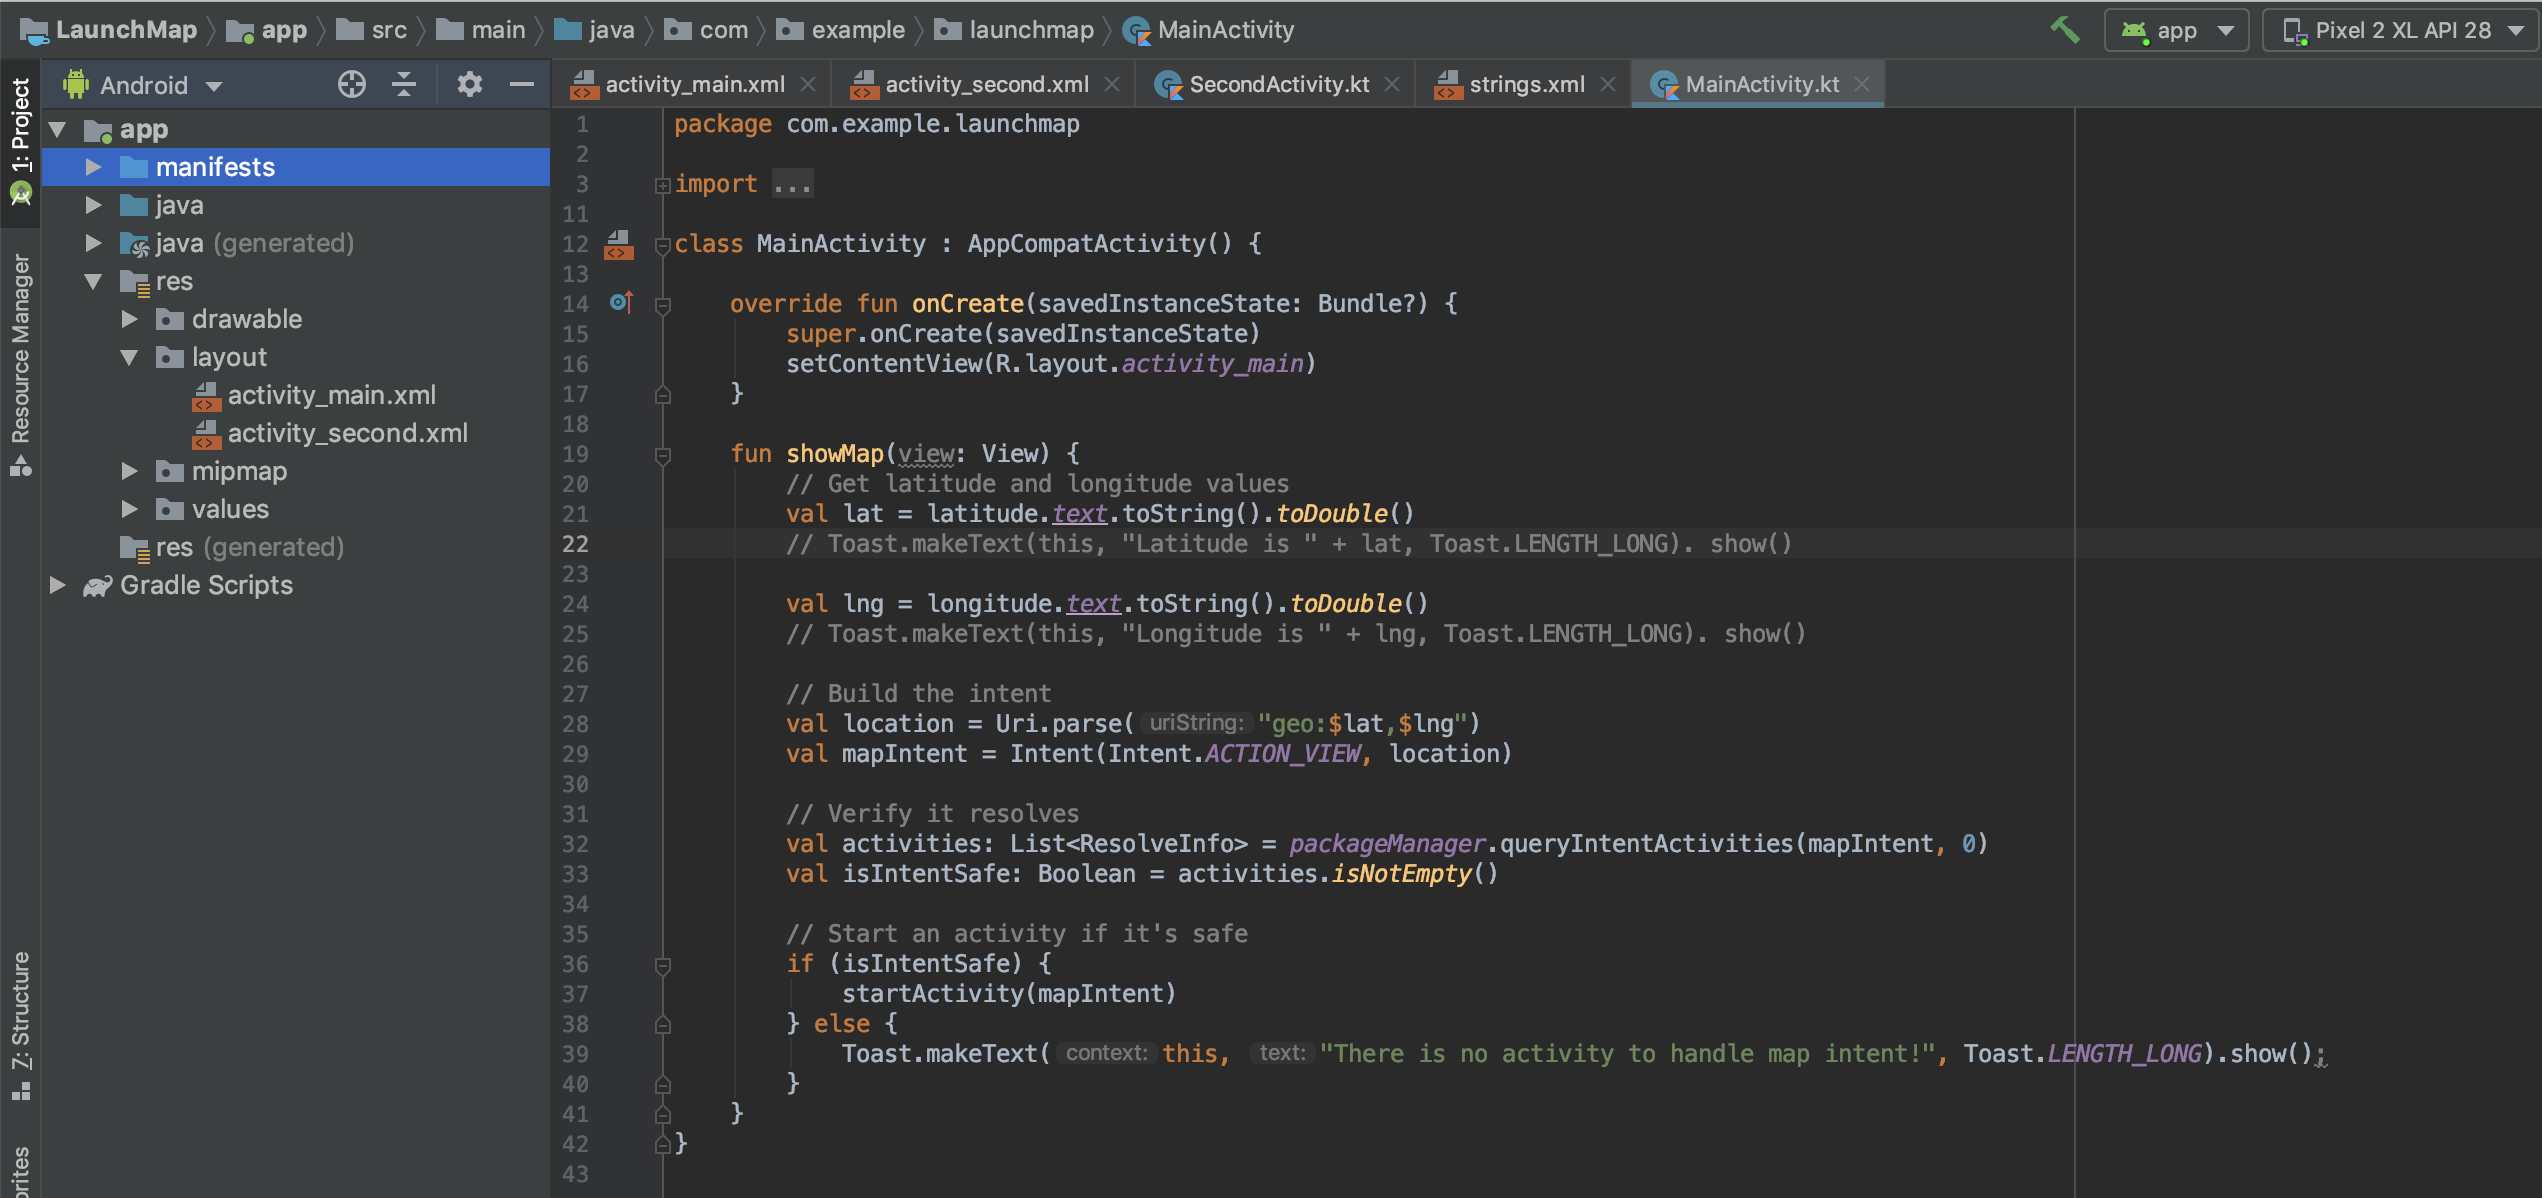 LaunchMap app src main java com example launchmap MainActivity app Pixel 2 XL API 28
1: Project
Resource Manager
Z: Structure
Android
app
manifests
java
java (generated)
res
drawable
layout
activity_main.xml
activity_second.xml
mipmap
values
res (generated)
Gradle Scripts
activity_main.xml activity_second.xml SecondActivity.kt strings.xml MainActivity.kt
1 package com.example.launchmap
2
3 import ...
11
12 class MainActivity : AppCompatActivity() {
13
14 override fun onCreate(savedInstanceState: Bundle?) {
15 super.onCreate(savedInstanceState)
16 setContentView(R.layout.activity_main)
17 }
18
19 fun showMap(view: View) {
20 // Get latitude and longitude values
21 val lat = latitude.text.toString().toDouble()
22 // Toast.makeText(this, "Latitude is " + lat, Toast.LENGTH_LONG). show()
23
24 val lng = longitude.text.toString().toDouble()
25 // Toast.makeText(this, "Longitude is " + lng, Toast.LENGTH_LONG). show()
26
27 // Build the intent
28 val location = Uri.parse( uriString: "geo:$lat,$lng")
29 val mapIntent = Intent(Intent.ACTION_VIEW, location)
30
31 // Verify it resolves
32 val activities: List<ResolveInfo> = packageManager.queryIntentActivities(mapIntent, 0)
33 val isIntentSafe: Boolean = activities.isNotEmpty()
34
35 // Start an activity if it's safe
36 if (isIntentSafe) {
37 startActivity(mapIntent)
38 } else {
39 Toast.makeText( context: this, text: "There is no activity to handle map intent!", Toast.LENGTH_LONG).show();
40 }
41 }
42 }
43